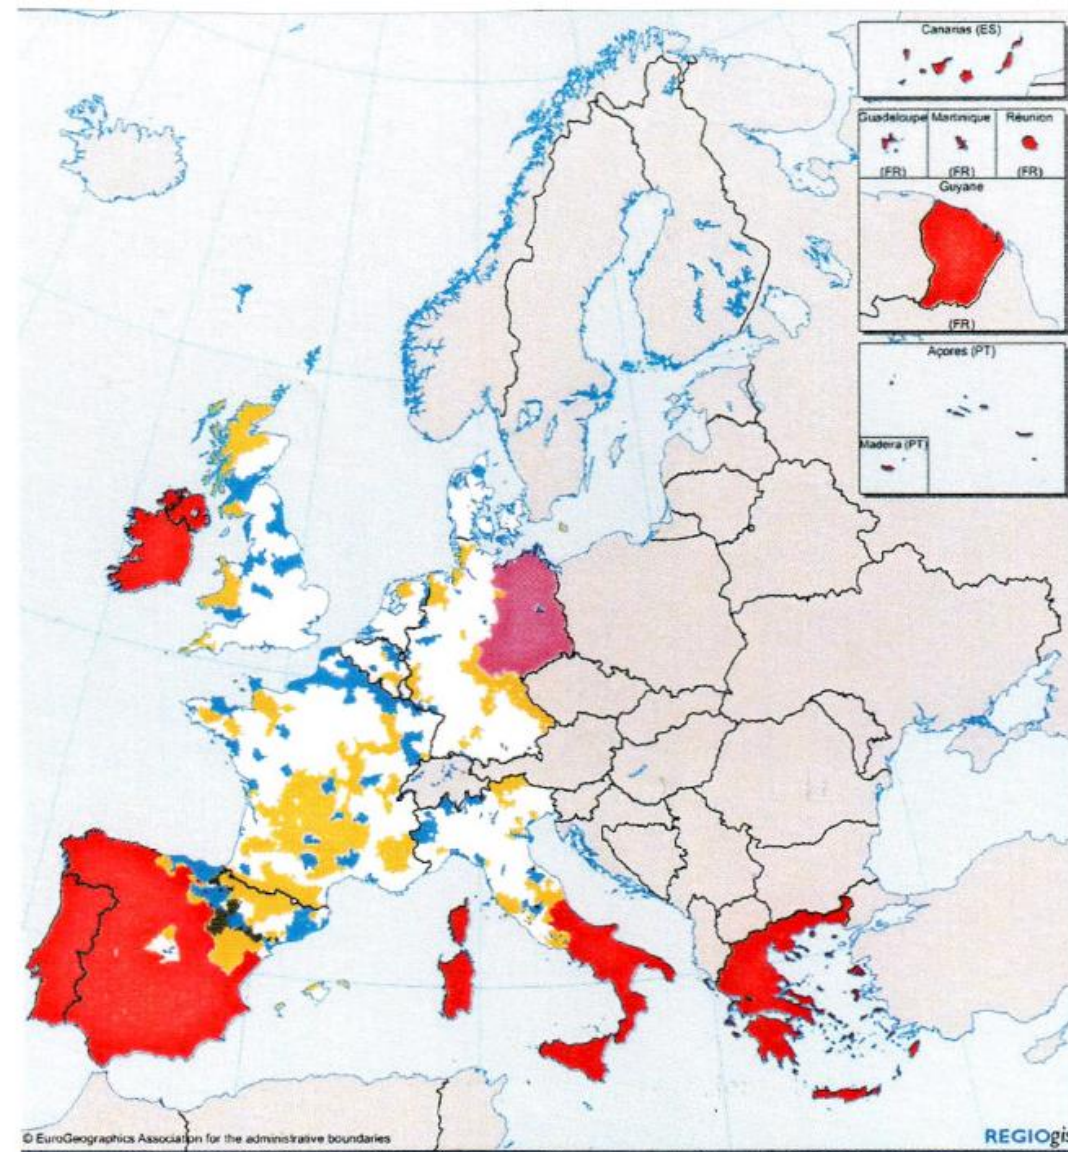 Canarias (ES)
Guadeloupe Martinique Réunion
(FR) (FR) (FR)
Guyane
(FR)
Açores (PT)
Madeira (PT)
© EuroGeographics Association for the administrative boundaries
REGIOgis